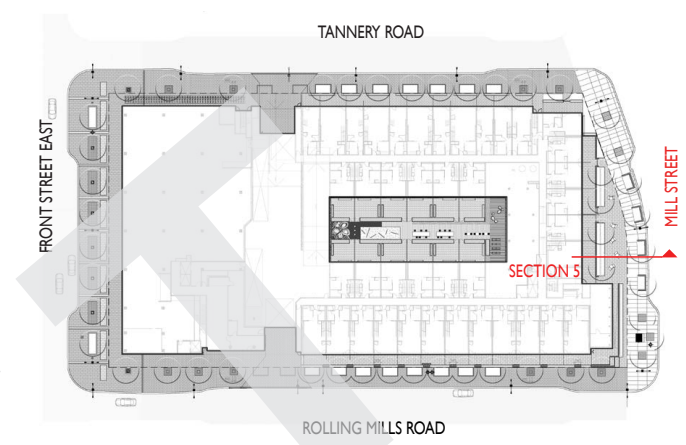 TANNERY ROAD
FRONT STREET EAST
MILL STREET
SECTION 5
ROLLING MILLS ROAD